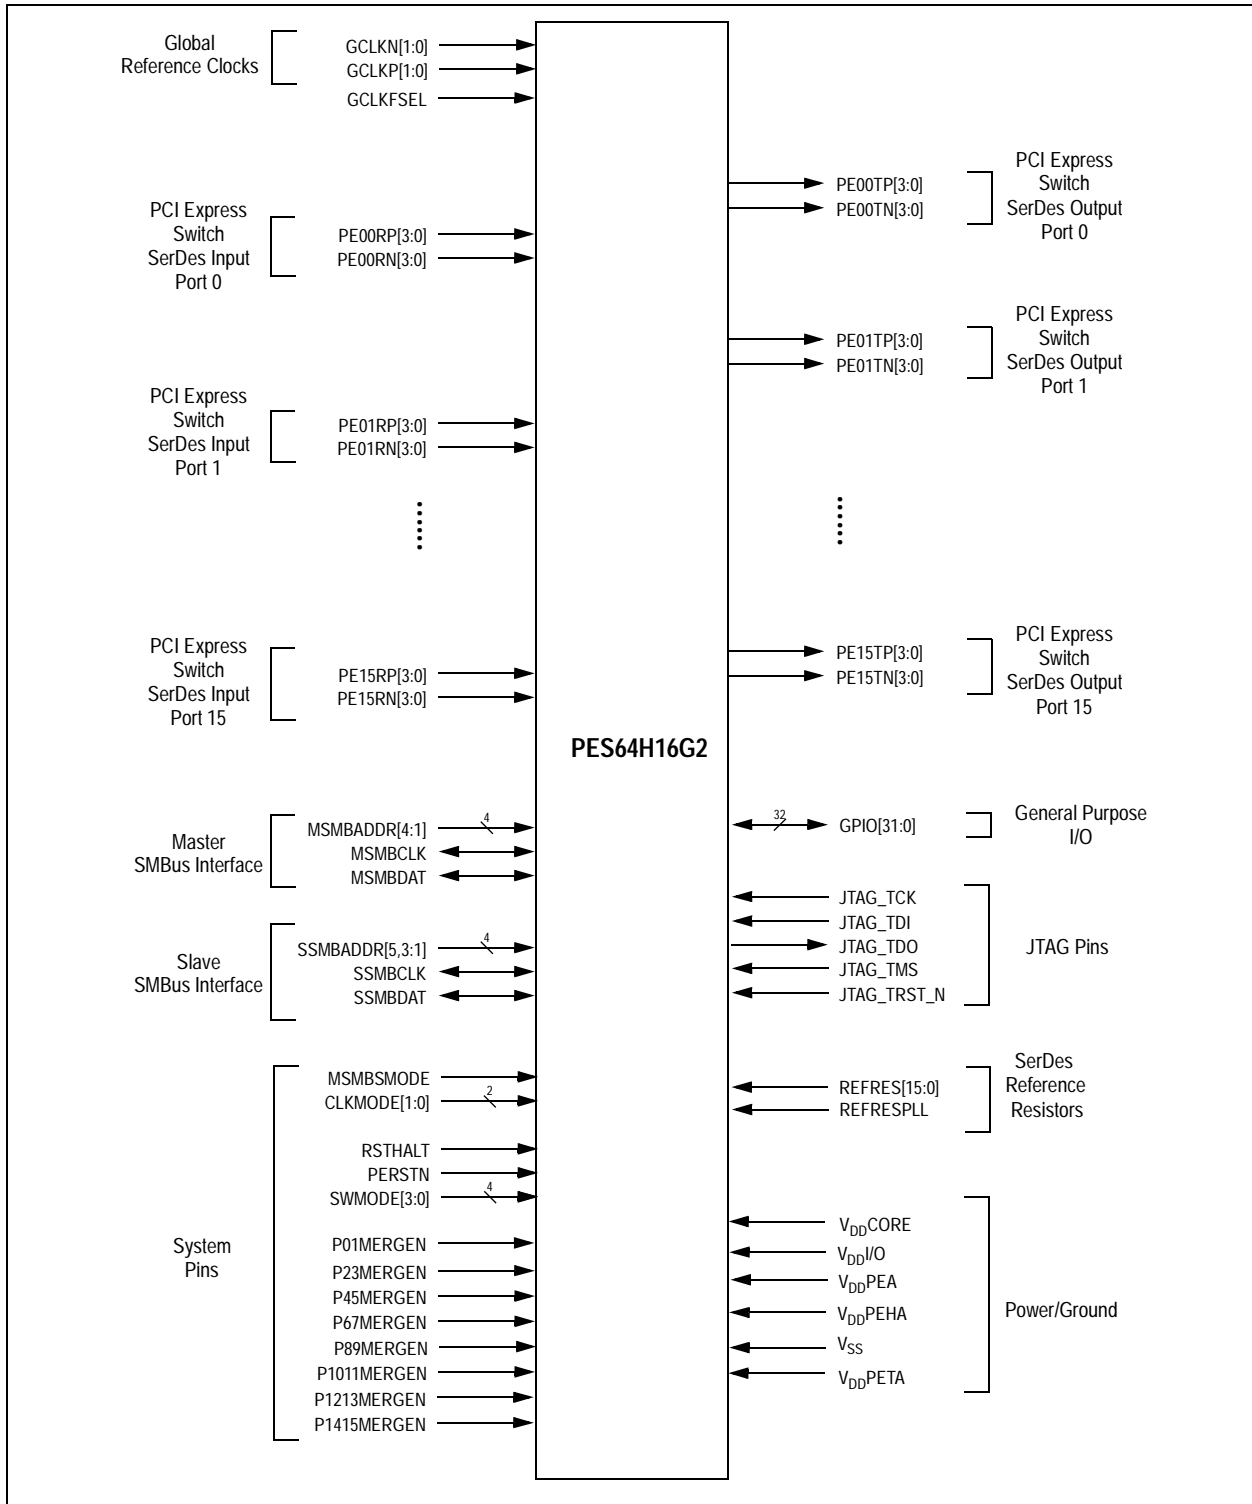 Global
Reference Clocks
GCLKN[1:0]
GCLKP[1:0]
GCLKFSEL
PCI Express
Switch
SerDes Input
Port 0
PE00RP[3:0]
PE00RN[3:0]
PCI Express
Switch
SerDes Input
Port 1
PE01RP[3:0]
PE01RN[3:0]
PCI Express
Switch
SerDes Input
Port 15
PE15RP[3:0]
PE15RN[3:0]
Master
SMBus Interface
MSMBADDR[4:1]
4
MSMBCLK
MSMBDAT
Slave
SMBus Interface
SSMBADDR[5,3:1]
4
SSMBCLK
SSMBDAT
System
Pins
MSMBSMODE
CLKMODE[1:0]
2
RSTHALT
PERSTN
SWMODE[3:0]
4
P01MERGEN
P23MERGEN
P45MERGEN
P67MERGEN
P89MERGEN
P1011MERGEN
P1213MERGEN
P1415MERGEN
PES64H16G2
PE00TP[3:0]
PE00TN[3:0]
PCI Express
Switch
SerDes Output
Port 0
PE01TP[3:0]
PE01TN[3:0]
PCI Express
Switch
SerDes Output
Port 1
PE15TP[3:0]
PE15TN[3:0]
PCI Express
Switch
SerDes Output
Port 15
32
GPIO[31:0]
General Purpose
I/O
JTAG_TCK
JTAG_TDI
JTAG_TDO
JTAG_TMS
JTAG_TRST_N
JTAG Pins
REFRES[15:0]
REFRESPLL
SerDes
Reference
Resistors
VDDCORE
VDDI/O
VDDPEA
VDDPEHA
VSS
VDDPETA
Power/Ground